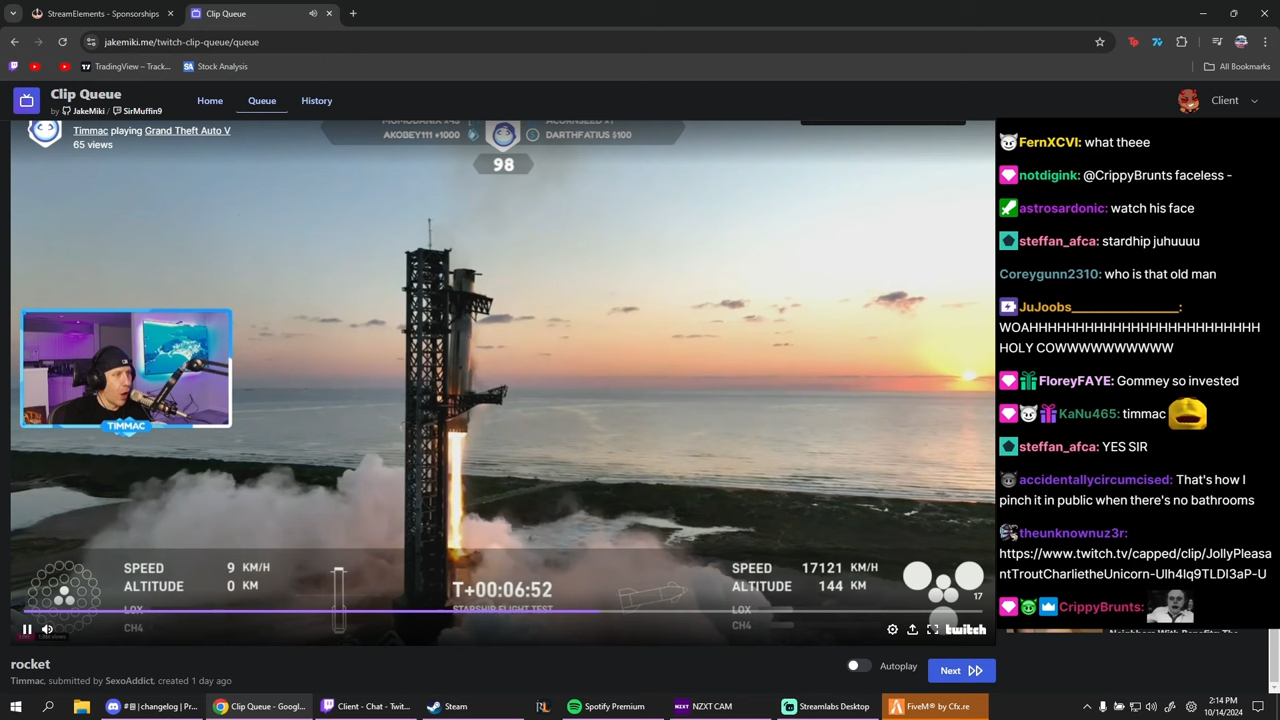 StreamElements - Sponsorships
Clip Queue
jakemiki.me/twitch-clip-queue/queue
TradingView – Track...
Stock Analysis
All Bookmarks
Clip Queue
by JakeMiki / SirMuffin9
Home
Queue
History
Client
Timmac playing Grand Theft Auto V
65 views
AKOBEY111 +1000
DARTHFATIUS $100
98
TIMMAC
SPEED 9 KM/H
ALTITUDE 0 KM
LOX
CH4
T+00:06:52
STARSHIP FLIGHT TEST
SPEED 17121 KM/H
ALTITUDE 144 KM
LOX
CH4
17
twitch
FernXCVI: what theee
notdigink: @CrippyBrunts faceless -
astrosardonic: watch his face
steffan_afca: stardhip juhuuuu
Coreygunn2310: who is that old man
JuJoobs__________________:
WOAHHHHHHHHHHHHHHHHHHHHHHHHH
HOLY COWWWWWWWWWW
FloreyFAYE: Gommey so invested
KaNu465: timmac
steffan_afca: YES SIR
accidentallycircumcised: That's how I
pinch it in public when there's no bathrooms
theunknownuz3r:
https://www.twitch.tv/capped/clip/JollyPleasa
ntTroutCharlietheUnicorn-Ulh4Iq9TLDI3aP-U
CrippyBrunts:
rocket
Timmac, submitted by SexoAddict, created 1 day ago
Autoplay
Next
#🖥|changelog | Pr...
Clip Queue - Googl...
Client - Chat - Twit...
Steam
Spotify Premium
NZXT CAM
Streamlabs Desktop
FiveM® by Cfx.re
2:14 PM
10/14/2024